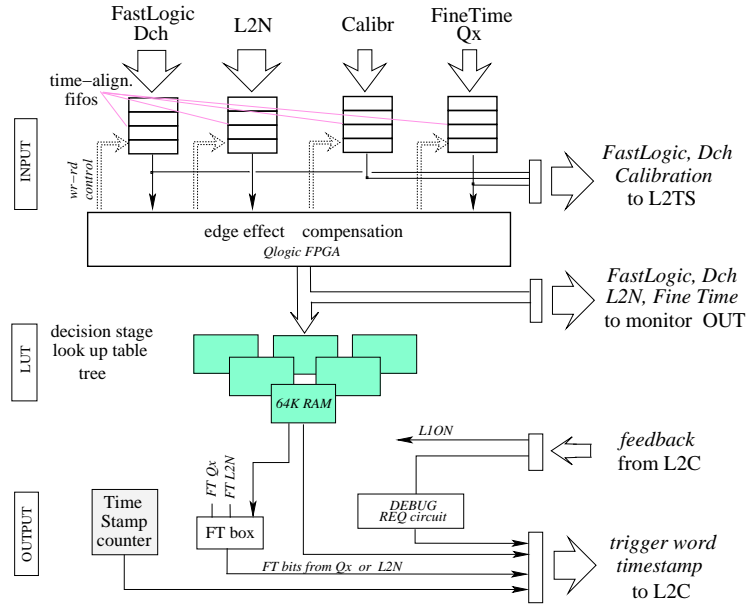 FastLogic
Dch
L2N
Calibr
FineTime
Qx
time-align.
fifos
INPUT
wr-rd
control
FastLogic, Dch
Calibration
to L2TS
edge effect compensation
Qlogic FPGA
FastLogic, Dch
L2N, Fine Time
to monitor OUT
LUT
decision stage
look up table
tree
64K RAM
L1ON
feedback
from L2C
FT Qx
FT L2N
DEBUG
REQ circuit
OUTPUT
Time
Stamp
counter
FT box
FT bits from Qx or L2N
trigger word
timestamp
to L2C